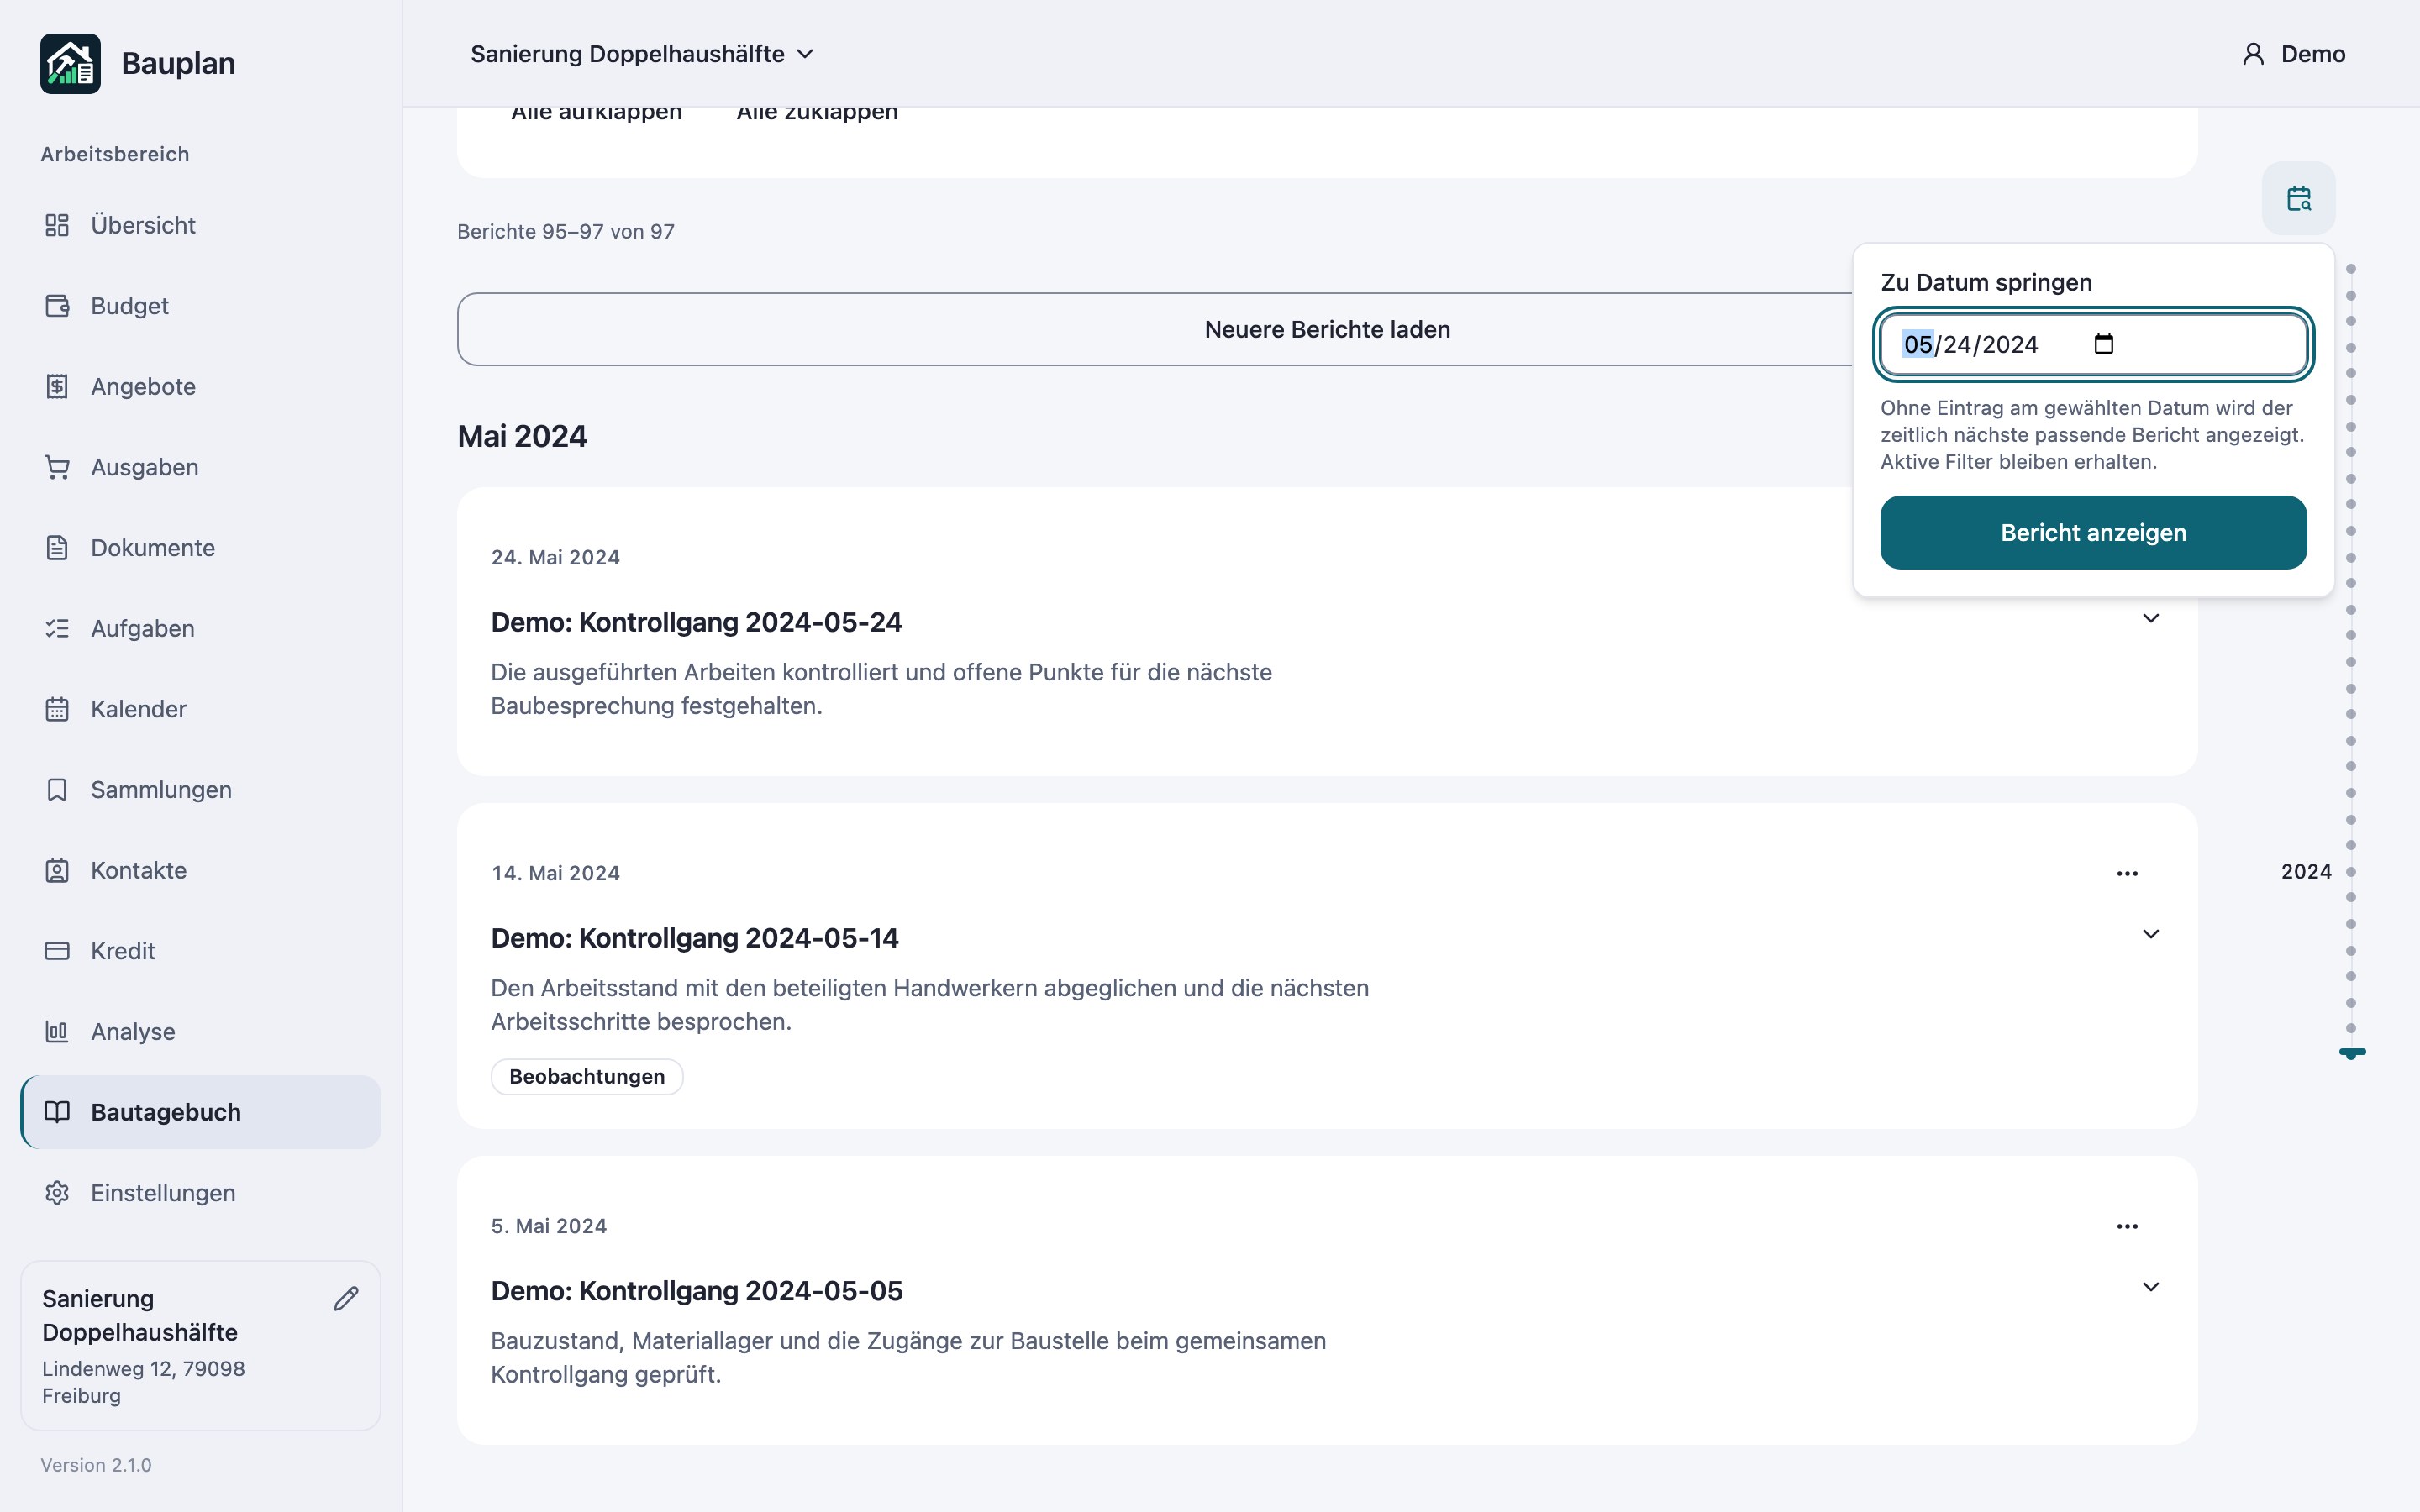 Bauplan
Arbeitsbereich
Übersicht
Budget
Angebote
Ausgaben
Dokumente
Aufgaben
Kalender
Sammlungen
Kontakte
Kredit
Analyse
Bautagebuch
Einstellungen
Sanierung
Doppelhaushälfte
Lindenweg 12, 79098
Freiburg
Version 2.1.0
Sanierung Doppelhaushälfte
Demo
Alle aufklappen Alle zuklappen
Berichte 95–97 von 97
Neuere Berichte laden
Mai 2024
24. Mai 2024
Demo: Kontrollgang 2024-05-24
Die ausgeführten Arbeiten kontrolliert und offene Punkte für die nächste
Baubesprechung festgehalten.
14. Mai 2024
Demo: Kontrollgang 2024-05-14
Den Arbeitsstand mit den beteiligten Handwerkern abgeglichen und die nächsten
Arbeitsschritte besprochen.
Beobachtungen
5. Mai 2024
Demo: Kontrollgang 2024-05-05
Bauzustand, Materiallager und die Zugänge zur Baustelle beim gemeinsamen
Kontrollgang geprüft.
Zu Datum springen
05/24/2024
Ohne Eintrag am gewählten Datum wird der
zeitlich nächste passende Bericht angezeigt.
Aktive Filter bleiben erhalten.
Bericht anzeigen
2024